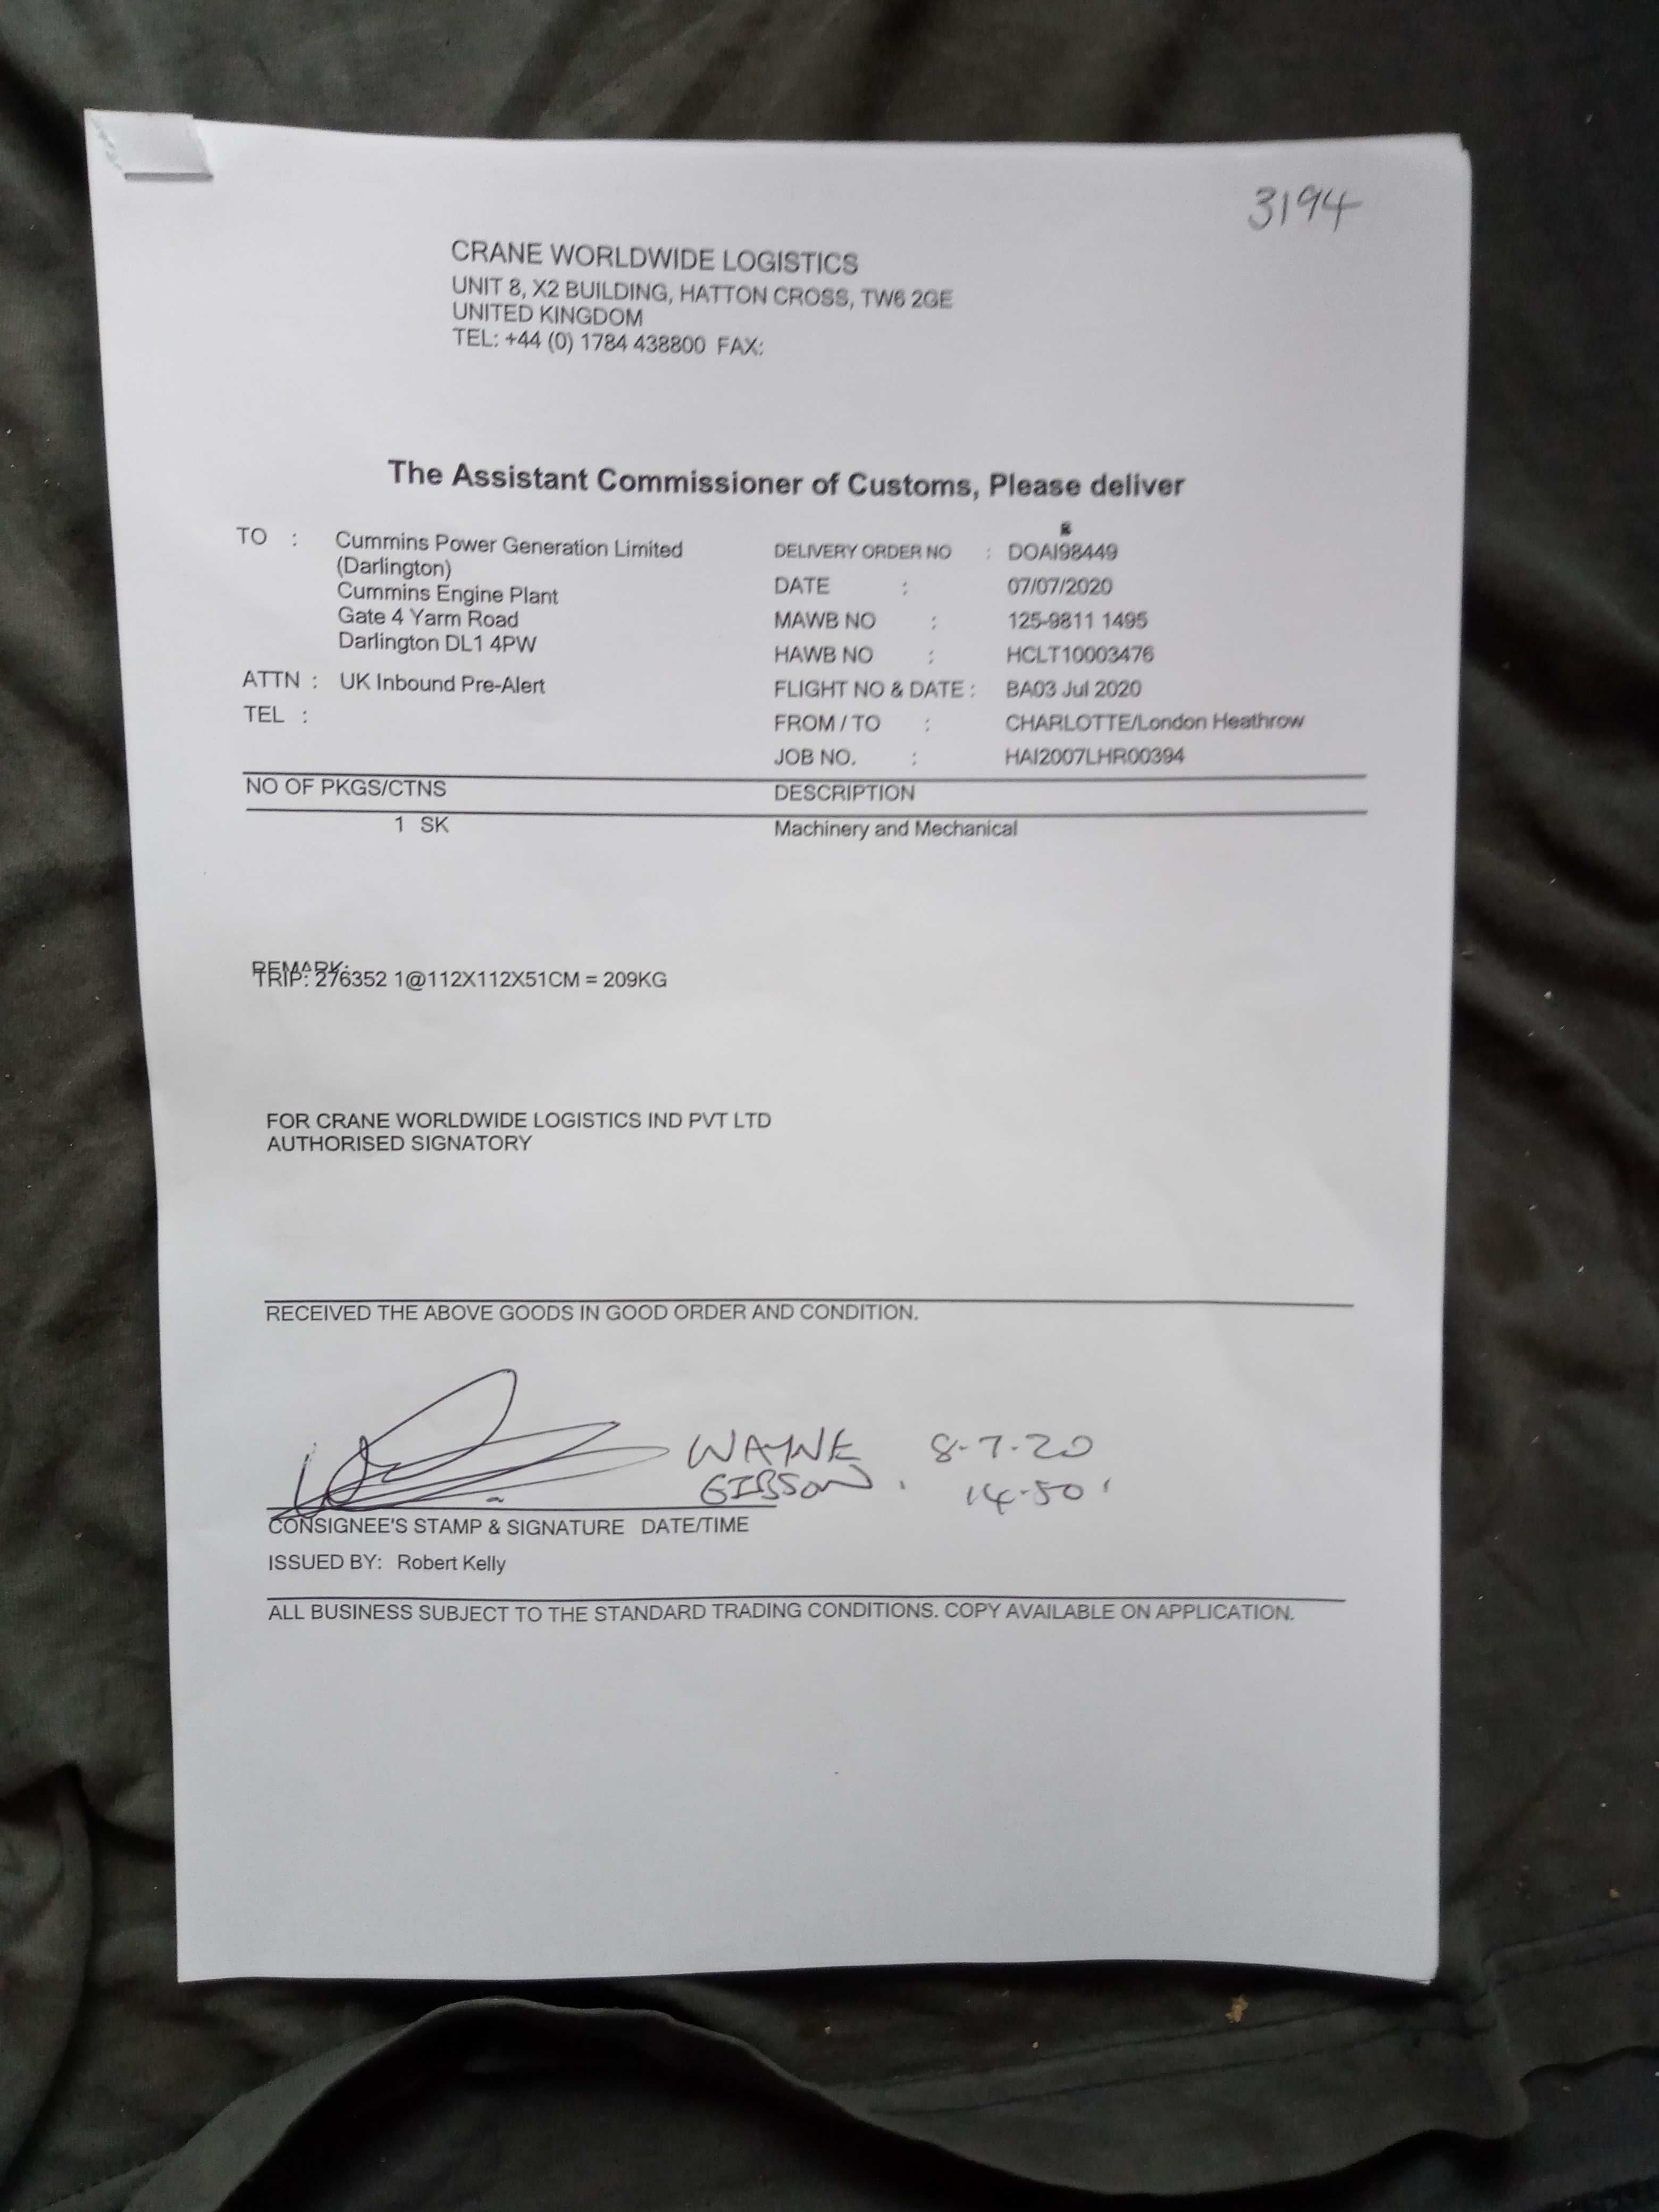 3194
CRANE WORLDWIDE LOGISTICS
UNIT 8, X2 BUILDING, HATTON CROSS, TW6 2GE
UNITED KINGDOM
TEL: +44 (0) 1784 438800 FAX:
The Assistant Commissioner of Customs, Please deliver
TO : Cummins Power Generation Limited
(Darlington)
Cummins Engine Plant
Gate 4 Yarm Road
Darlington DL1 4PW
ATTN : UK Inbound Pre-Alert
TEL :
DELIVERY ORDER NO : DOAI98449
DATE : 07/07/2020
MAWB NO : 125-9811 1495
HAWB NO : HCLT10003476
FLIGHT NO & DATE : BA03 Jul 2020
FROM / TO : CHARLOTTE/London Heathrow
JOB NO. : HAI2007LHR00394
NO OF PKGS/CTNS DESCRIPTION
1 SK Machinery and Mechanical
REMARK:
TRIP: 276352 1@112X112X51CM = 209KG
FOR CRANE WORLDWIDE LOGISTICS IND PVT LTD
AUTHORISED SIGNATORY
RECEIVED THE ABOVE GOODS IN GOOD ORDER AND CONDITION.
WAYNE 8-7-20
GIBSON. 14-50
CONSIGNEE'S STAMP & SIGNATURE DATE/TIME
ISSUED BY: Robert Kelly
ALL BUSINESS SUBJECT TO THE STANDARD TRADING CONDITIONS. COPY AVAILABLE ON APPLICATION.